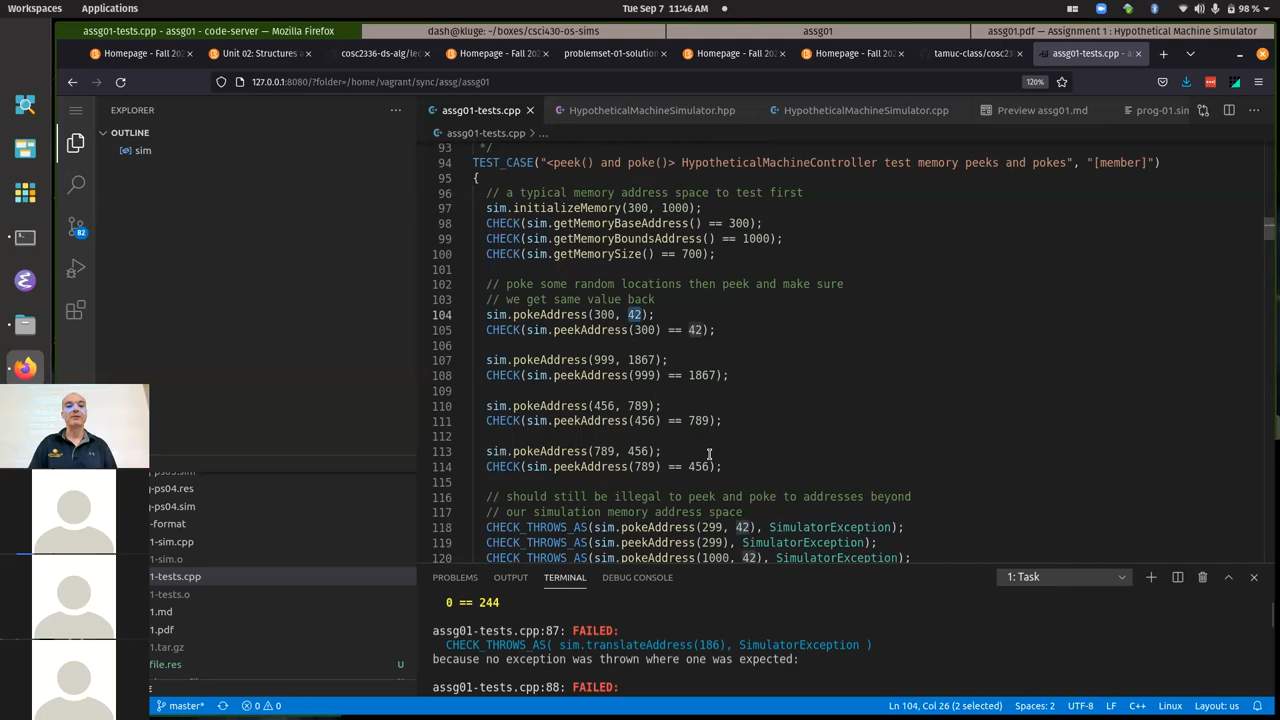 Workspaces
Applications
Tue Sep 7 11:46 AM
98 %
assg01-tests.cpp - assg01 - code-server — Mozilla Firefox
dash@kluge: ~/boxes/csci430-os-sims
assg01
assg01.pdf — Assignment 1 : Hypothetical Machine Simulator
Homepage - Fall 202
Unit 02: Structures a
cosc2336-ds-alg/lec
Homepage - Fall 202
problemset-01-solution
Homepage - Fall 202
Homepage - Fall 202
tamuc-class/cosc23
assg01-tests.cpp - as
127.0.0.1:8080/?folder=/home/vagrant/sync/assg/assg01
120%
EXPLORER
assg01-tests.cpp
HypotheticalMachineSimulator.hpp
HypotheticalMachineSimulator.cpp
Preview assg01.md
prog-01.sim
OUTLINE
assg01-tests.cpp > ...
sim
93 */
94 TEST_CASE("<peek() and poke()> HypotheticalMachineController test memory peeks and pokes", "[member]")
95 {
96 // a typical memory address space to test first
97 sim.initializeMemory(300, 1000);
98 CHECK(sim.getMemoryBaseAddress() == 300);
99 CHECK(sim.getMemoryBoundsAddress() == 1000);
100 CHECK(sim.getMemorySize() == 700);
101
102 // poke some random locations then peek and make sure
103 // we get same value back
104 sim.pokeAddress(300, 42);
105 CHECK(sim.peekAddress(300) == 42);
106
107 sim.pokeAddress(999, 1867);
108 CHECK(sim.peekAddress(999) == 1867);
109
110 sim.pokeAddress(456, 789);
111 CHECK(sim.peekAddress(456) == 789);
112
113 sim.pokeAddress(789, 456);
114 CHECK(sim.peekAddress(789) == 456);
115
116 // should still be illegal to peek and poke to addresses beyond
117 // our simulation memory address space
118 CHECK_THROWS_AS(sim.pokeAddress(299, 42), SimulatorException);
119 CHECK_THROWS_AS(sim.peekAddress(299), SimulatorException);
120 CHECK_THROWS_AS(sim.pokeAddress(1000, 42), SimulatorException);
82
-ps05.res
-ps05.sim
-format
1-sim.cpp
1-sim.o
1-tests.cpp
1-tests.o
1.md
1.pdf
1.tar.gz
file.res U
PROBLEMS
OUTPUT
TERMINAL
DEBUG CONSOLE
1: Task
0 == 244
assg01-tests.cpp:87: FAILED:
CHECK_THROWS_AS( sim.translateAddress(186), SimulatorException )
because no exception was thrown where one was expected:
assg01-tests.cpp:88: FAILED:
master*
0
0
Ln 104, Col 26 (2 selected)
Spaces: 2
UTF-8
LF
C++
Linux
Layout: us